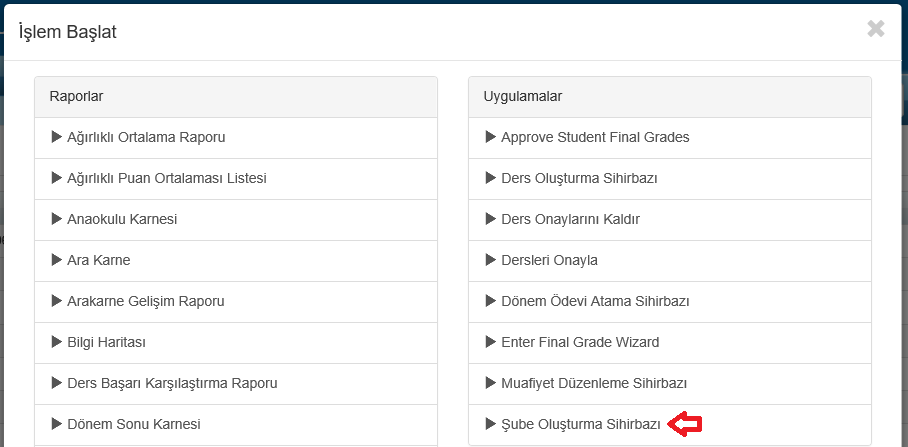 İşlem Başlat
Raporlar
Ağırlıklı Ortalama Raporu
Ağırlıklı Puan Ortalaması Listesi
Anaokulu Karnesi
Ara Karne
Arakarne Gelişim Raporu
Bilgi Haritası
Ders Başarı Karşılaştırma Raporu
Dönem Sonu Karnesi
Uygulamalar
Approve Student Final Grades
Ders Oluşturma Sihirbazı
Ders Onaylarını Kaldır
Dersleri Onayla
Dönem Ödevi Atama Sihirbazı
Enter Final Grade Wizard
Muafiyet Düzenleme Sihirbazı
Şube Oluşturma Sihirbazı